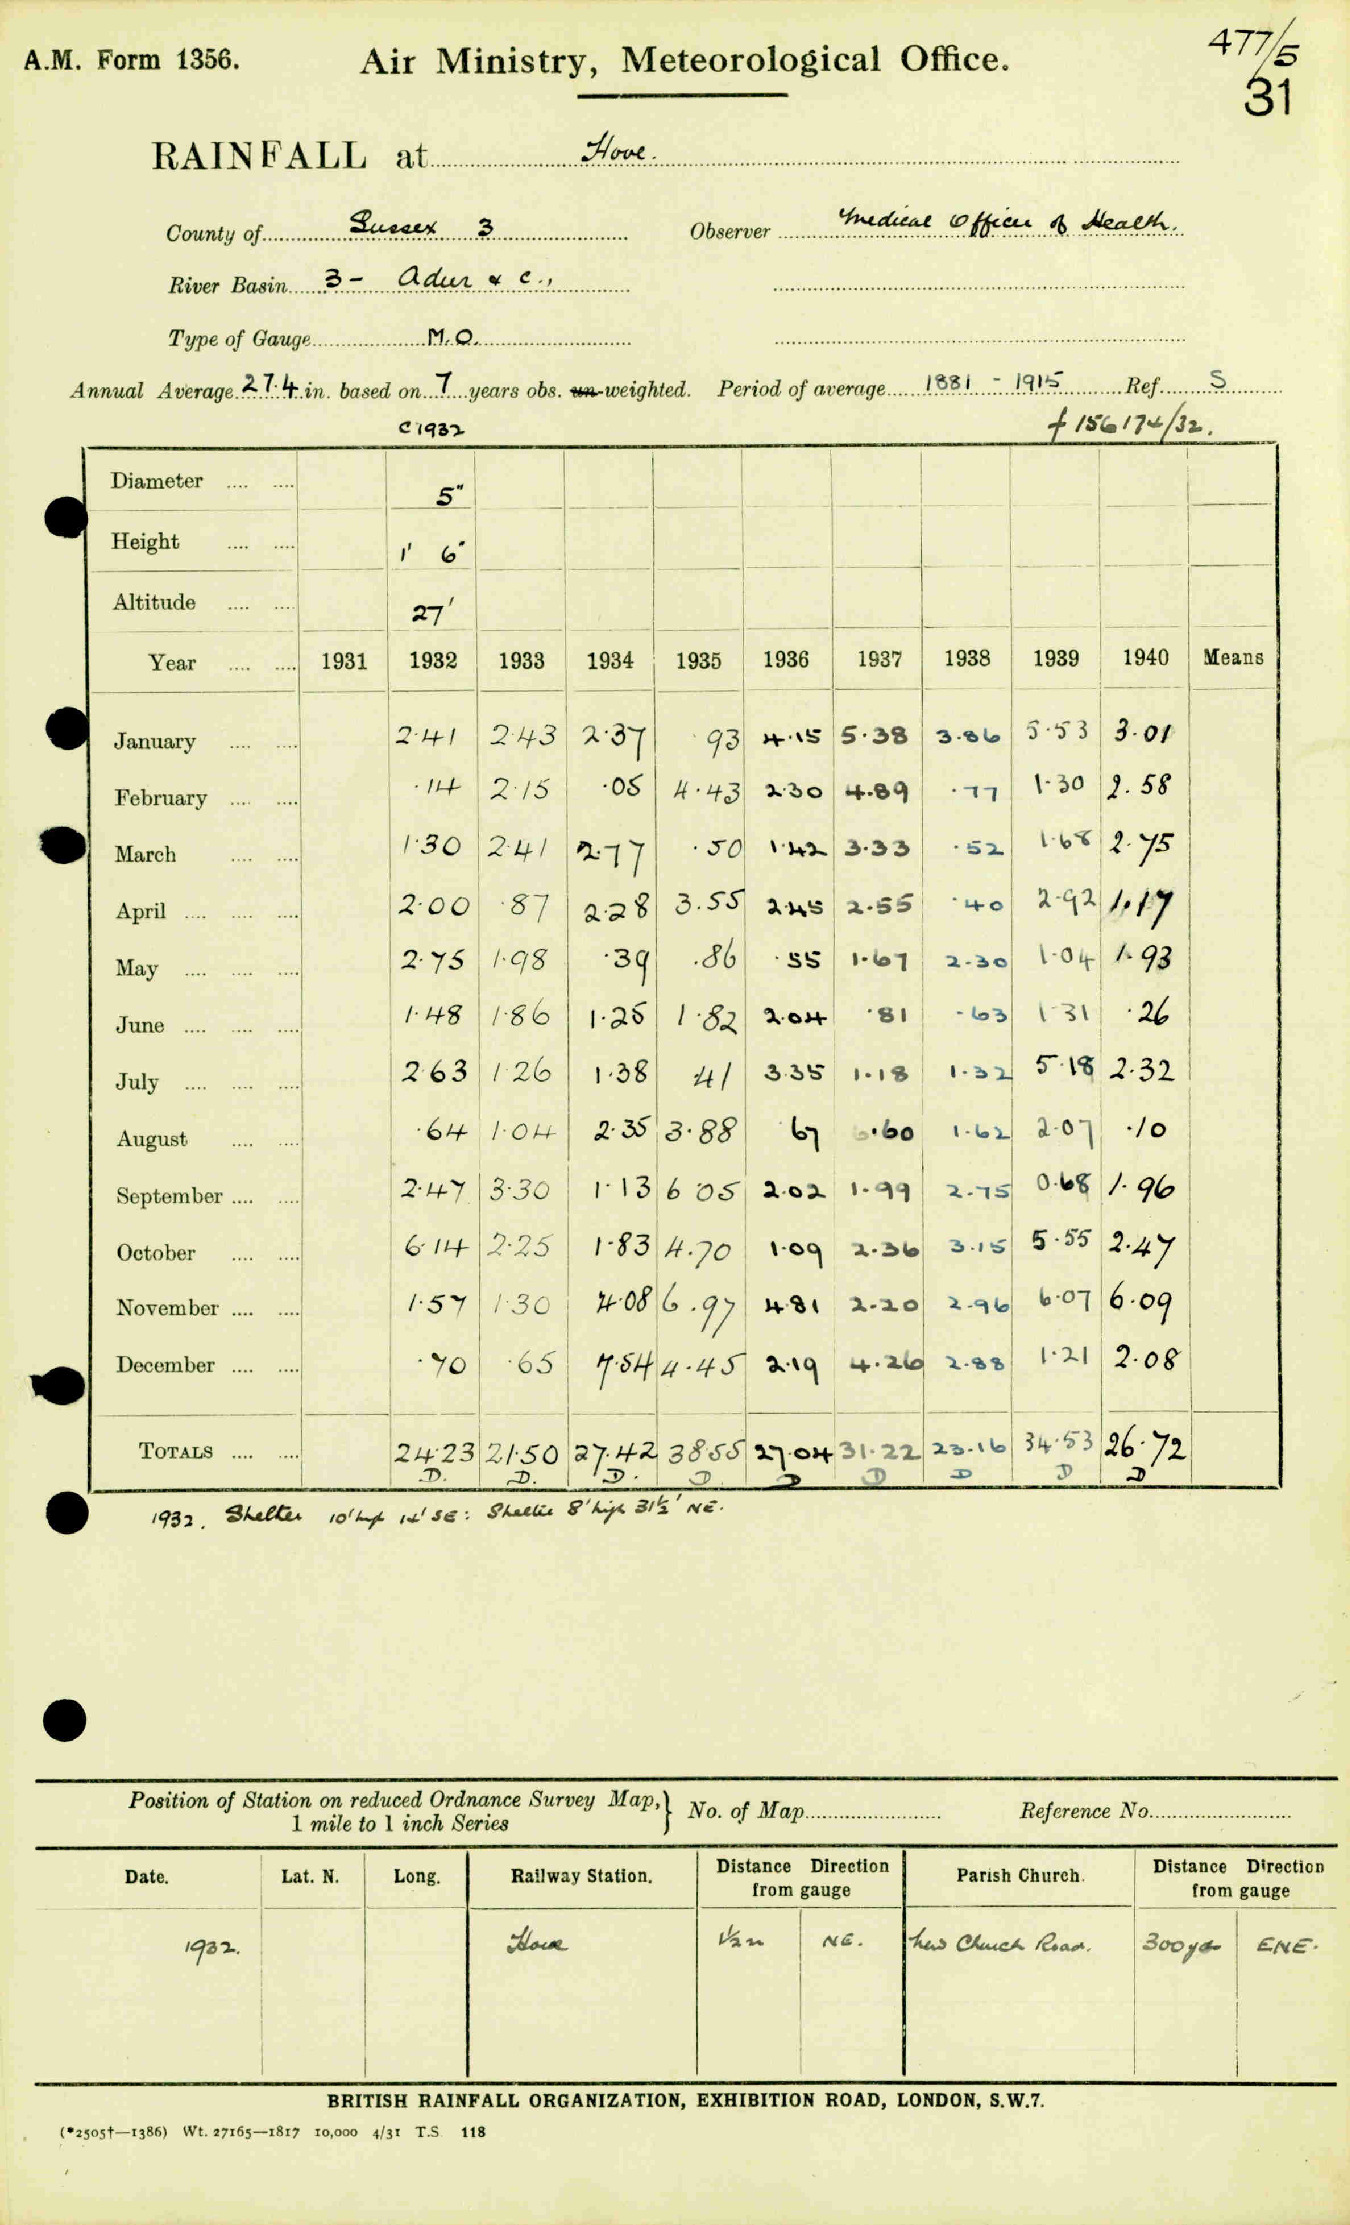 A.M. Form 1356.
Air Ministry, Meteorological Office.
477/5
31
RAINFALL at Hove.
County of Sussex 3 Observer Medical Officer of Health.
River Basin 3 - Adur & c.,
Type of Gauge M.O.
Annual Average 27.4 in. based on 7 years obs. un-weighted. Period of average 1881 - 1915 Ref. S
c 1932 f 156174/32.
Diameter 5"
Height 1' 6"
Altitude 27'
Year 1931 1932 1933 1934 1935 1936 1937 1938 1939 1940 Means
January 2.41 2.43 2.37 93 4.15 5.38 3.86 5.53 3.01
February .14 2.15 .05 4.43 2.30 4.89 .77 1.30 2.58
March 1.30 2.41 2.77 .50 1.42 3.33 .52 1.68 2.75
April 2.00 .87 2.28 3.55 2.45 2.55 .40 2.92 1.17
May 2.75 1.98 .39 .86 .55 1.67 2.30 1.04 1.93
June 1.48 1.86 1.25 1.82 2.04 .81 .63 1.31 .26
July 2.63 1.26 1.38 41 3.35 1.18 1.32 5.18 2.32
August .64 1.04 2.35 3.88 67 .60 1.62 2.07 .10
September 2.47 3.30 1.13 6 05 2.02 1.99 2.75 0.68 1.96
October 6.14 2.25 1.83 4.70 1.09 2.36 3.15 5.55 2.47
November 1.57 1.30 4.08 6.97 4.81 2.20 2.96 6.07 6.09
December .70 .65 7.54 4.45 2.19 4.26 2.88 1.21 2.08
TOTALS 24.23 21.50 27.42 38.55 27.04 31.22 23.16 34.53 26.72
D. D. D. D D D D D D
1932. Shelter 10' high 14' SE: Shelter 8' high 31½' NE.
Position of Station on reduced Ordnance Survey Map, } No. of Map Reference No.
1 mile to 1 inch Series
Date. Lat. N. Long. Railway Station. Distance Direction from gauge Parish Church. Distance Direction from gauge
1932. Hove ½ m NE. New Church Road. 300 yds ENE.
BRITISH RAINFALL ORGANIZATION, EXHIBITION ROAD, LONDON, S.W.7.
(*2505†—1386) Wt. 27165—1817 10,000 4/31 T.S. 118